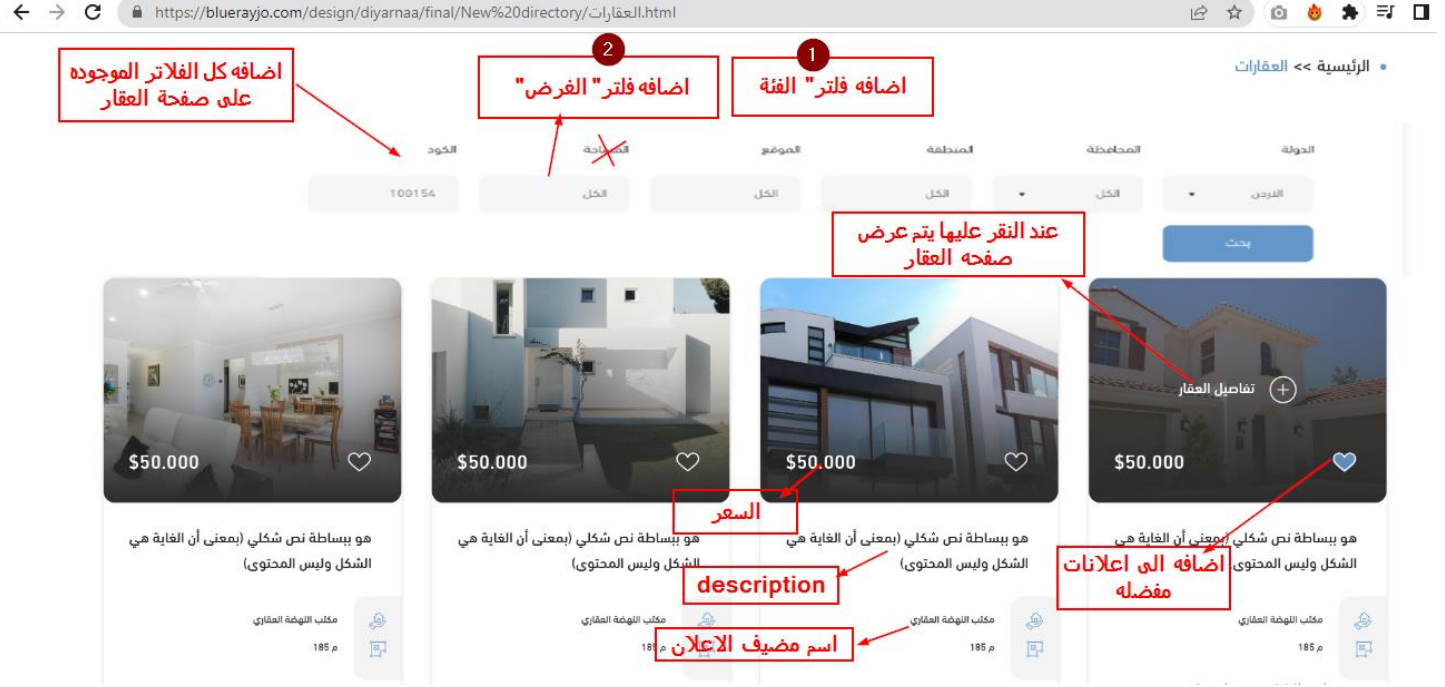 https://bluerayjo.com/design/diyarnaa/final/New%20directory/العقارات.html
الرئيسية >> العقارات
1
اضافه فلتر" الفئة
2
اضافه فلتر" الغرض"
اضافه كل الفلاتر الموجوده
على صفحة العقار
الدولة
المحافظة
المنطقة
الموقع
المساحة
الكود
الاردن
الكل
الكل
الكل
الكل
100154
بحث
عند النقر عليها يتم عرض
صفحه العقار
تفاصيل العقار
$50.000
$50.000
$50.000
$50.000
السعر
هو ببساطة نص شكلي (بمعنى أن الغاية هي
الشكل وليس المحتوى
هو ببساطة نص شكلي (بمعنى أن الغاية هي
الشكل وليس المحتوى)
هو ببساطة نص شكلي (بمعنى أن الغاية هي
الشكل وليس المحتوى)
هو ببساطة نص شكلي (بمعنى أن الغاية هي
الشكل وليس المحتوى)
اضافه الى اعلانات
مفضله
description
مكتب النهضة العقاري
185 م
مكتب النهضة العقاري
185 م
مكتب النهضة العقاري
185 م
مكتب النهضة العقاري
185 م
اسم مضيف الاعلان